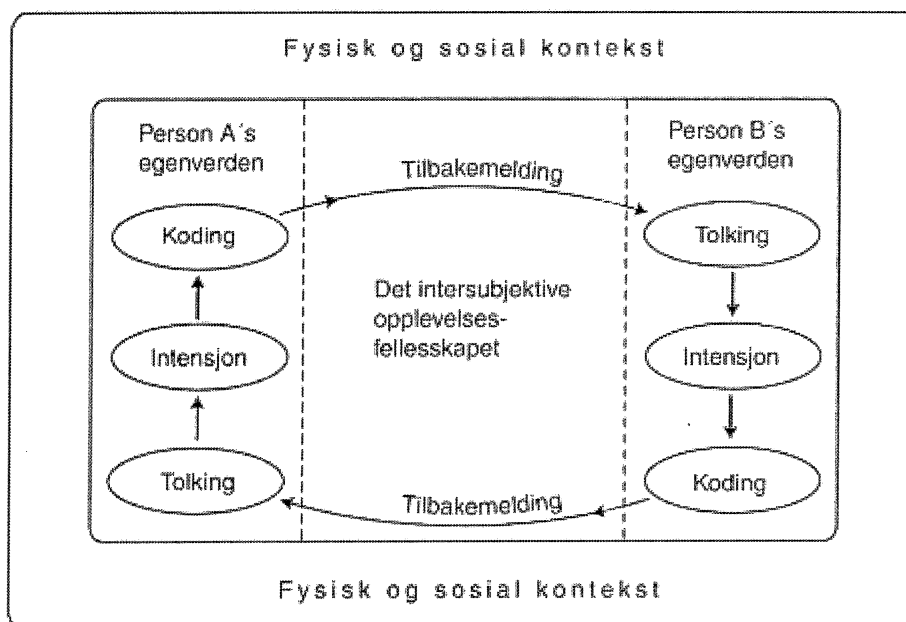 Fysisk og sosial kontekst
Person A´s
egenverden
Person B´s
egenverden
Tilbakemelding
Koding
Tolking
Det intersubjektive
opplevelses-
fellesskapet
Intensjon
Intensjon
Tolking
Koding
Tilbakemelding
Fysisk og sosial kontekst